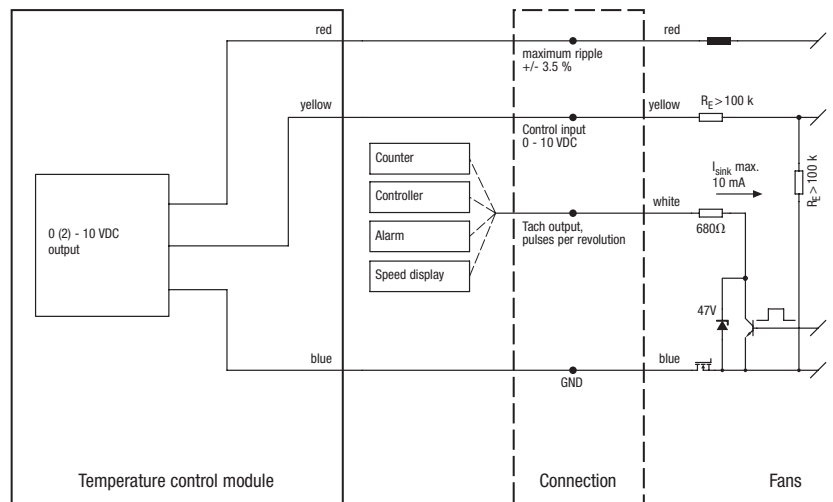 red
red
maximum ripple
+/- 3.5 %
yellow
yellow
R_E > 100 k
Control input
0 - 10 VDC
Counter
Controller
Alarm
Speed display
I_sink max.
10 mA
R_E > 100 k
white
680Ω
Tach output,
pulses per revolution
0 (2) - 10 VDC
output
47V
blue
blue
GND
Temperature control module
Connection
Fans